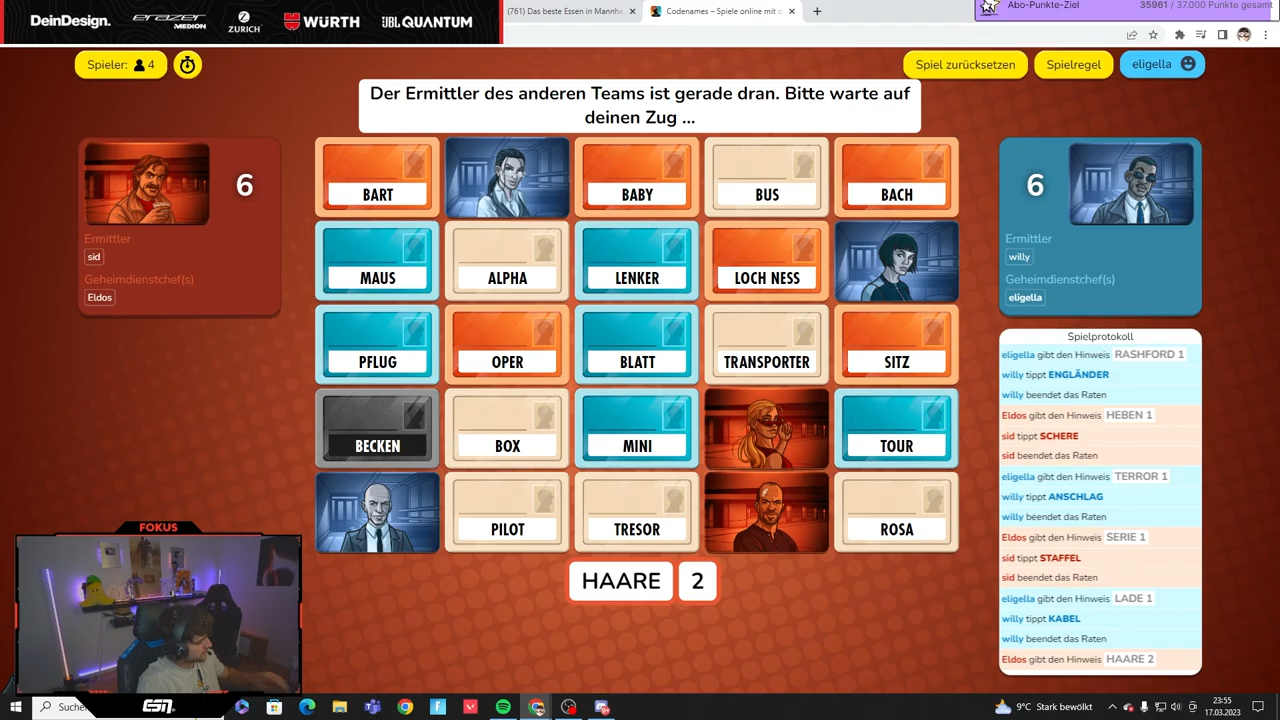 DeinDesign.
erazer
MEDION
ZURICH
WÜRTH
JBL QUANTUM
(761) Das beste Essen in Mannhe
Codenames – Spiele online mit d
Abo-Punkte-Ziel
35961 / 37.000 Punkte gesamt
Spieler: 4
Spiel zurücksetzen
Spielregel
eligella
Der Ermittler des anderen Teams ist gerade dran. Bitte warte auf
deinen Zug ...
6
Ermittler
sid
Geheimdienstchef(s)
Eldos
BART
BABY
BUS
BACH
MAUS
ALPHA
LENKER
LOCH NESS
PFLUG
OPER
BLATT
TRANSPORTER
SITZ
BECKEN
BOX
MINI
TOUR
PILOT
TRESOR
ROSA
HAARE
2
6
Ermittler
willy
Geheimdienstchef(s)
eligella
Spielprotokoll
eligella gibt den Hinweis RASHFORD 1
willy tippt ENGLÄNDER
willy beendet das Raten
Eldos gibt den Hinweis HEBEN 1
sid tippt SCHERE
sid beendet das Raten
eligella gibt den Hinweis TERROR 1
willy tippt ANSCHLAG
willy beendet das Raten
Eldos gibt den Hinweis SERIE 1
sid tippt STAFFEL
sid beendet das Raten
eligella gibt den Hinweis LADE 1
willy tippt KABEL
willy beendet das Raten
Eldos gibt den Hinweis HAARE 2
FOKUS
Suche
9°C Stark bewölkt
23:55
17.03.2023